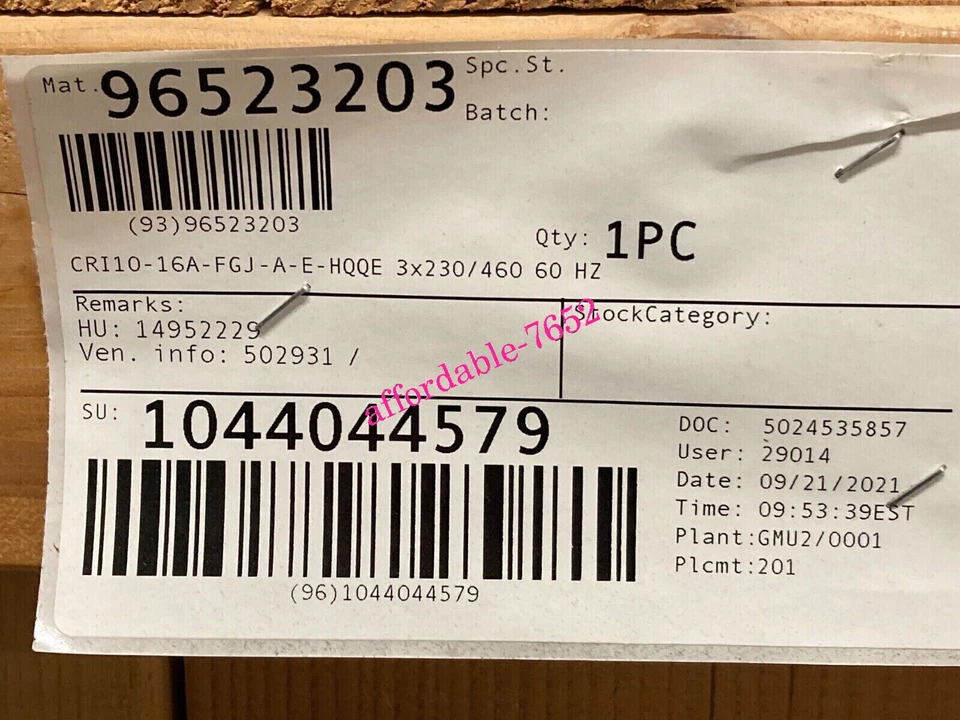 Mat. 96523203
Spc.St.
Batch:
(93)96523203
Qty: 1PC
CRI10-16A-FGJ-A-E-HQQE 3x230/460 60 HZ
Remarks:
HU: 14952229
Ven. info: 502931 /
StockCategory:
affordable-7652
SU: 1044044579
(96)1044044579
DOC: 5024535857
User: 29014
Date: 09/21/2021
Time: 09:53:39EST
Plant:GMU2/0001
Plcmt:201